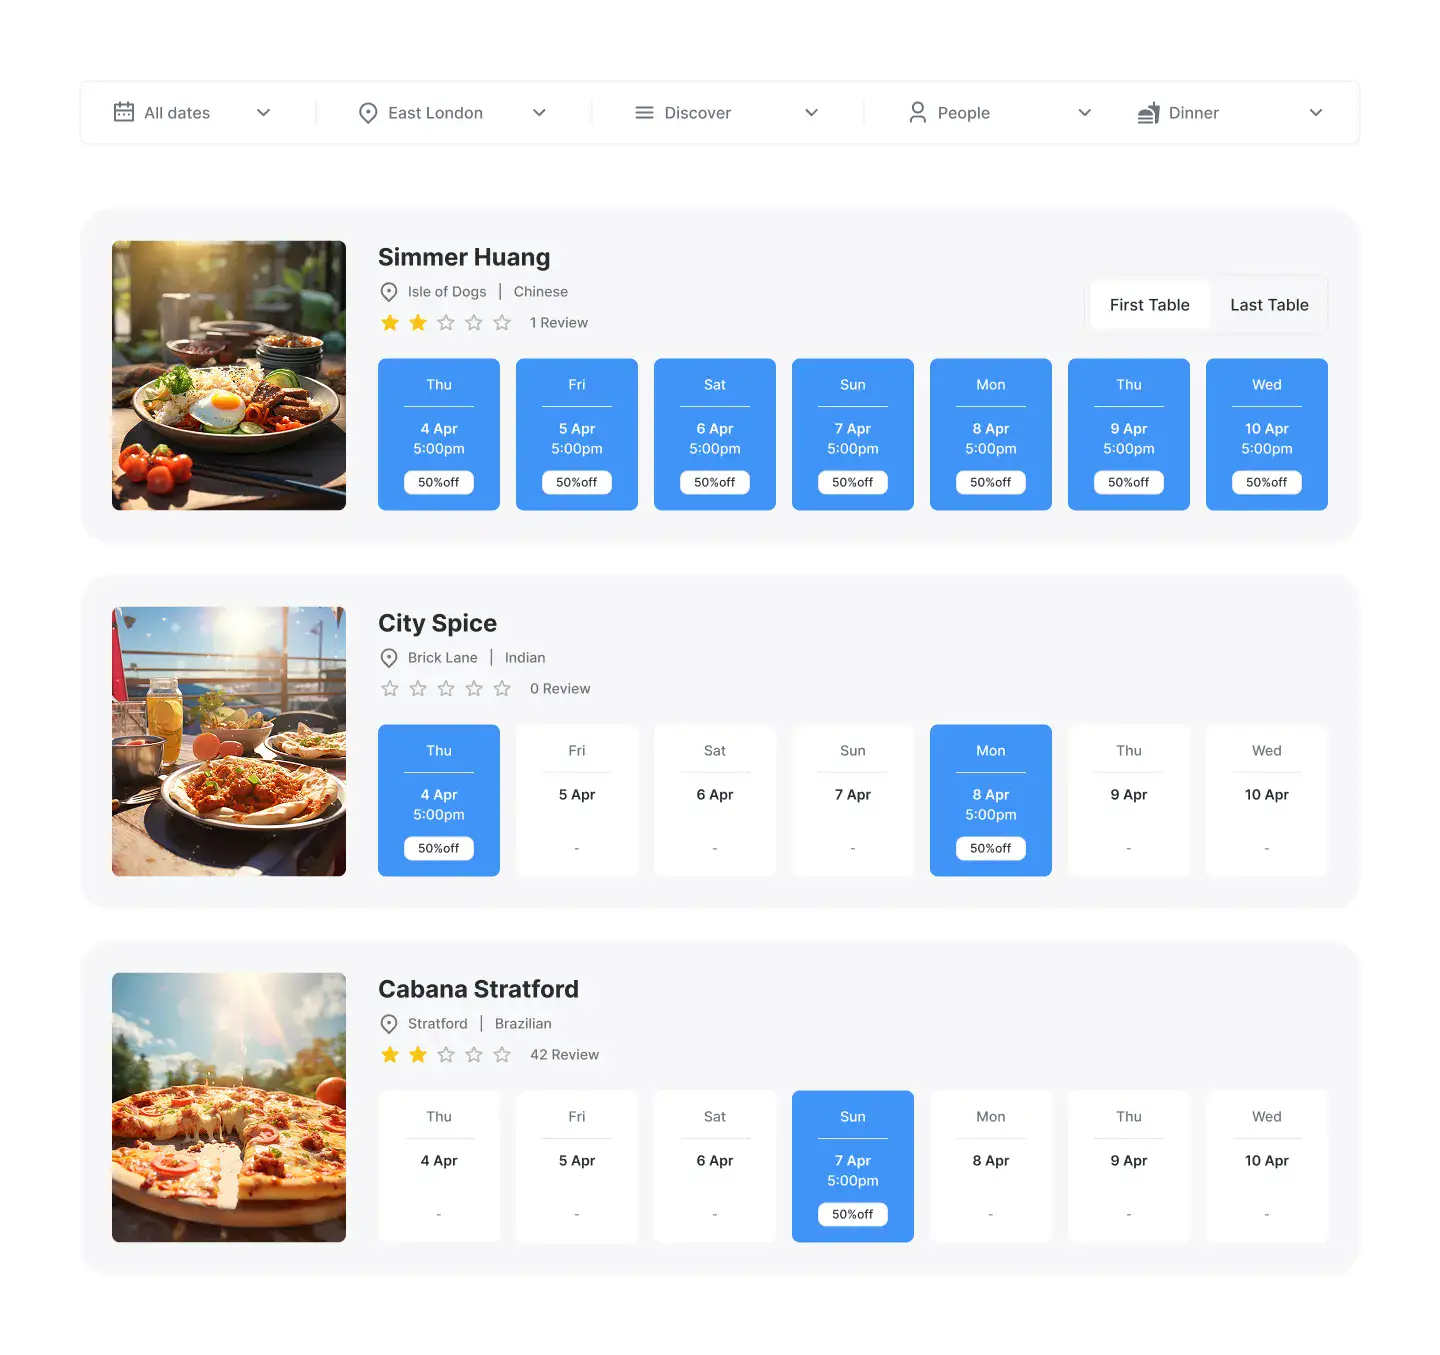 All dates East London Discover People Dinner
Simmer Huang
Isle of Dogs | Chinese
1 Review
First Table Last Table
Thu Fri Sat Sun Mon Thu Wed
4 Apr 5 Apr 6 Apr 7 Apr 8 Apr 9 Apr 10 Apr
5:00pm 5:00pm 5:00pm 5:00pm 5:00pm 5:00pm 5:00pm
50%off 50%off 50%off 50%off 50%off 50%off 50%off
City Spice
Brick Lane | Indian
0 Review
Thu Fri Sat Sun Mon Thu Wed
4 Apr 5 Apr 6 Apr 7 Apr 8 Apr 9 Apr 10 Apr
5:00pm 5:00pm
50%off - - - 50%off - -
Cabana Stratford
Stratford | Brazilian
42 Review
Thu Fri Sat Sun Mon Thu Wed
4 Apr 5 Apr 6 Apr 7 Apr 8 Apr 9 Apr 10 Apr
5:00pm
- - - 50%off - - -